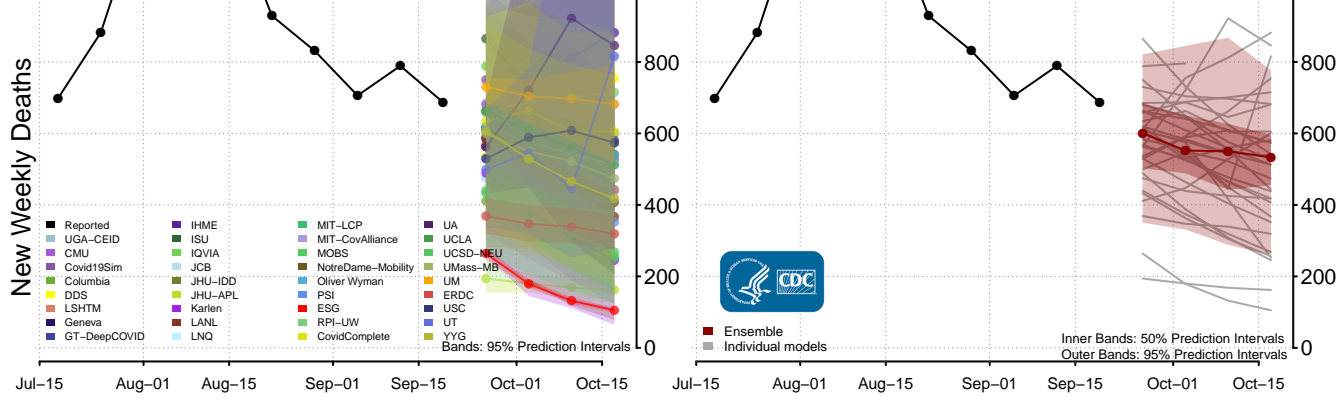 New Weekly Deaths
800
600
400
200
0
Reported
UGA−CEID
CMU
Covid19Sim
Columbia
DDS
LSHTM
Geneva
GT−DeepCOVID
IHME
ISU
IQVIA
JCB
JHU−IDD
JHU−APL
Karlen
LANL
LNQ
MIT−LCP
MIT−CovAlliance
MOBS
NotreDame−Mobility
Oliver Wyman
PSI
ESG
RPI−UW
CovidComplete
UA
UCLA
UCSD−NEU
UMass−MB
UM
ERDC
USC
UT
YYG
Bands: 95% Prediction Intervals
Jul−15 Aug−01 Aug−15 Sep−01 Sep−15 Oct−01 Oct−15
800
600
400
200
0
CDC
Ensemble
Individual models
Inner Bands: 50% Prediction Intervals
Outer Bands: 95% Prediction Intervals
Jul−15 Aug−01 Aug−15 Sep−01 Sep−15 Oct−01 Oct−15